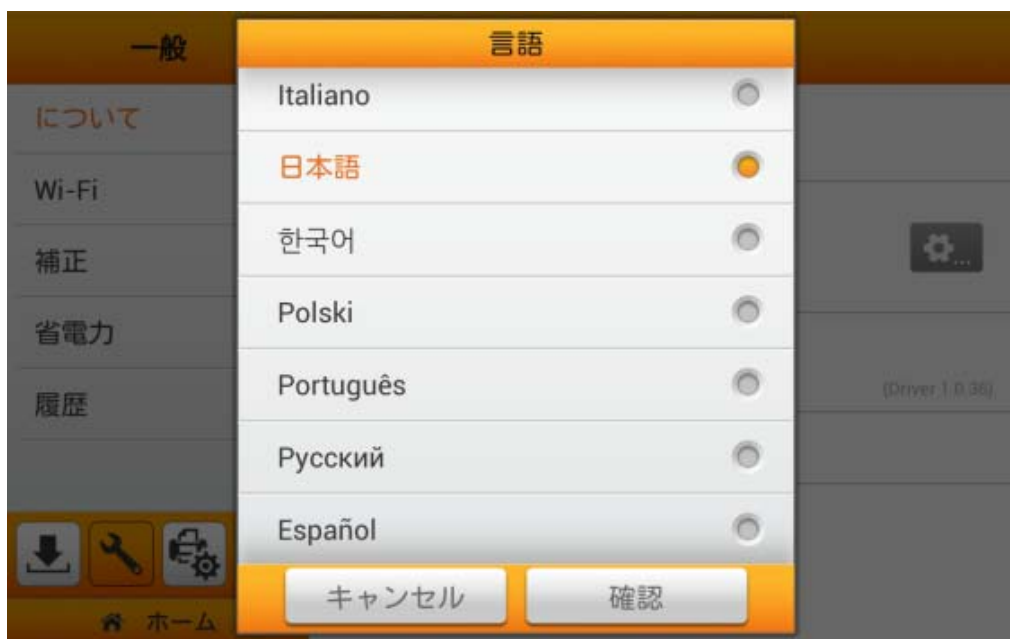 一般
について
Wi-Fi
補正
省電力
履歴
ホーム
言語
Italiano
日本語
한국어
Polski
Português
Русский
Español
キャンセル
確認
(Driver 1.0.36)